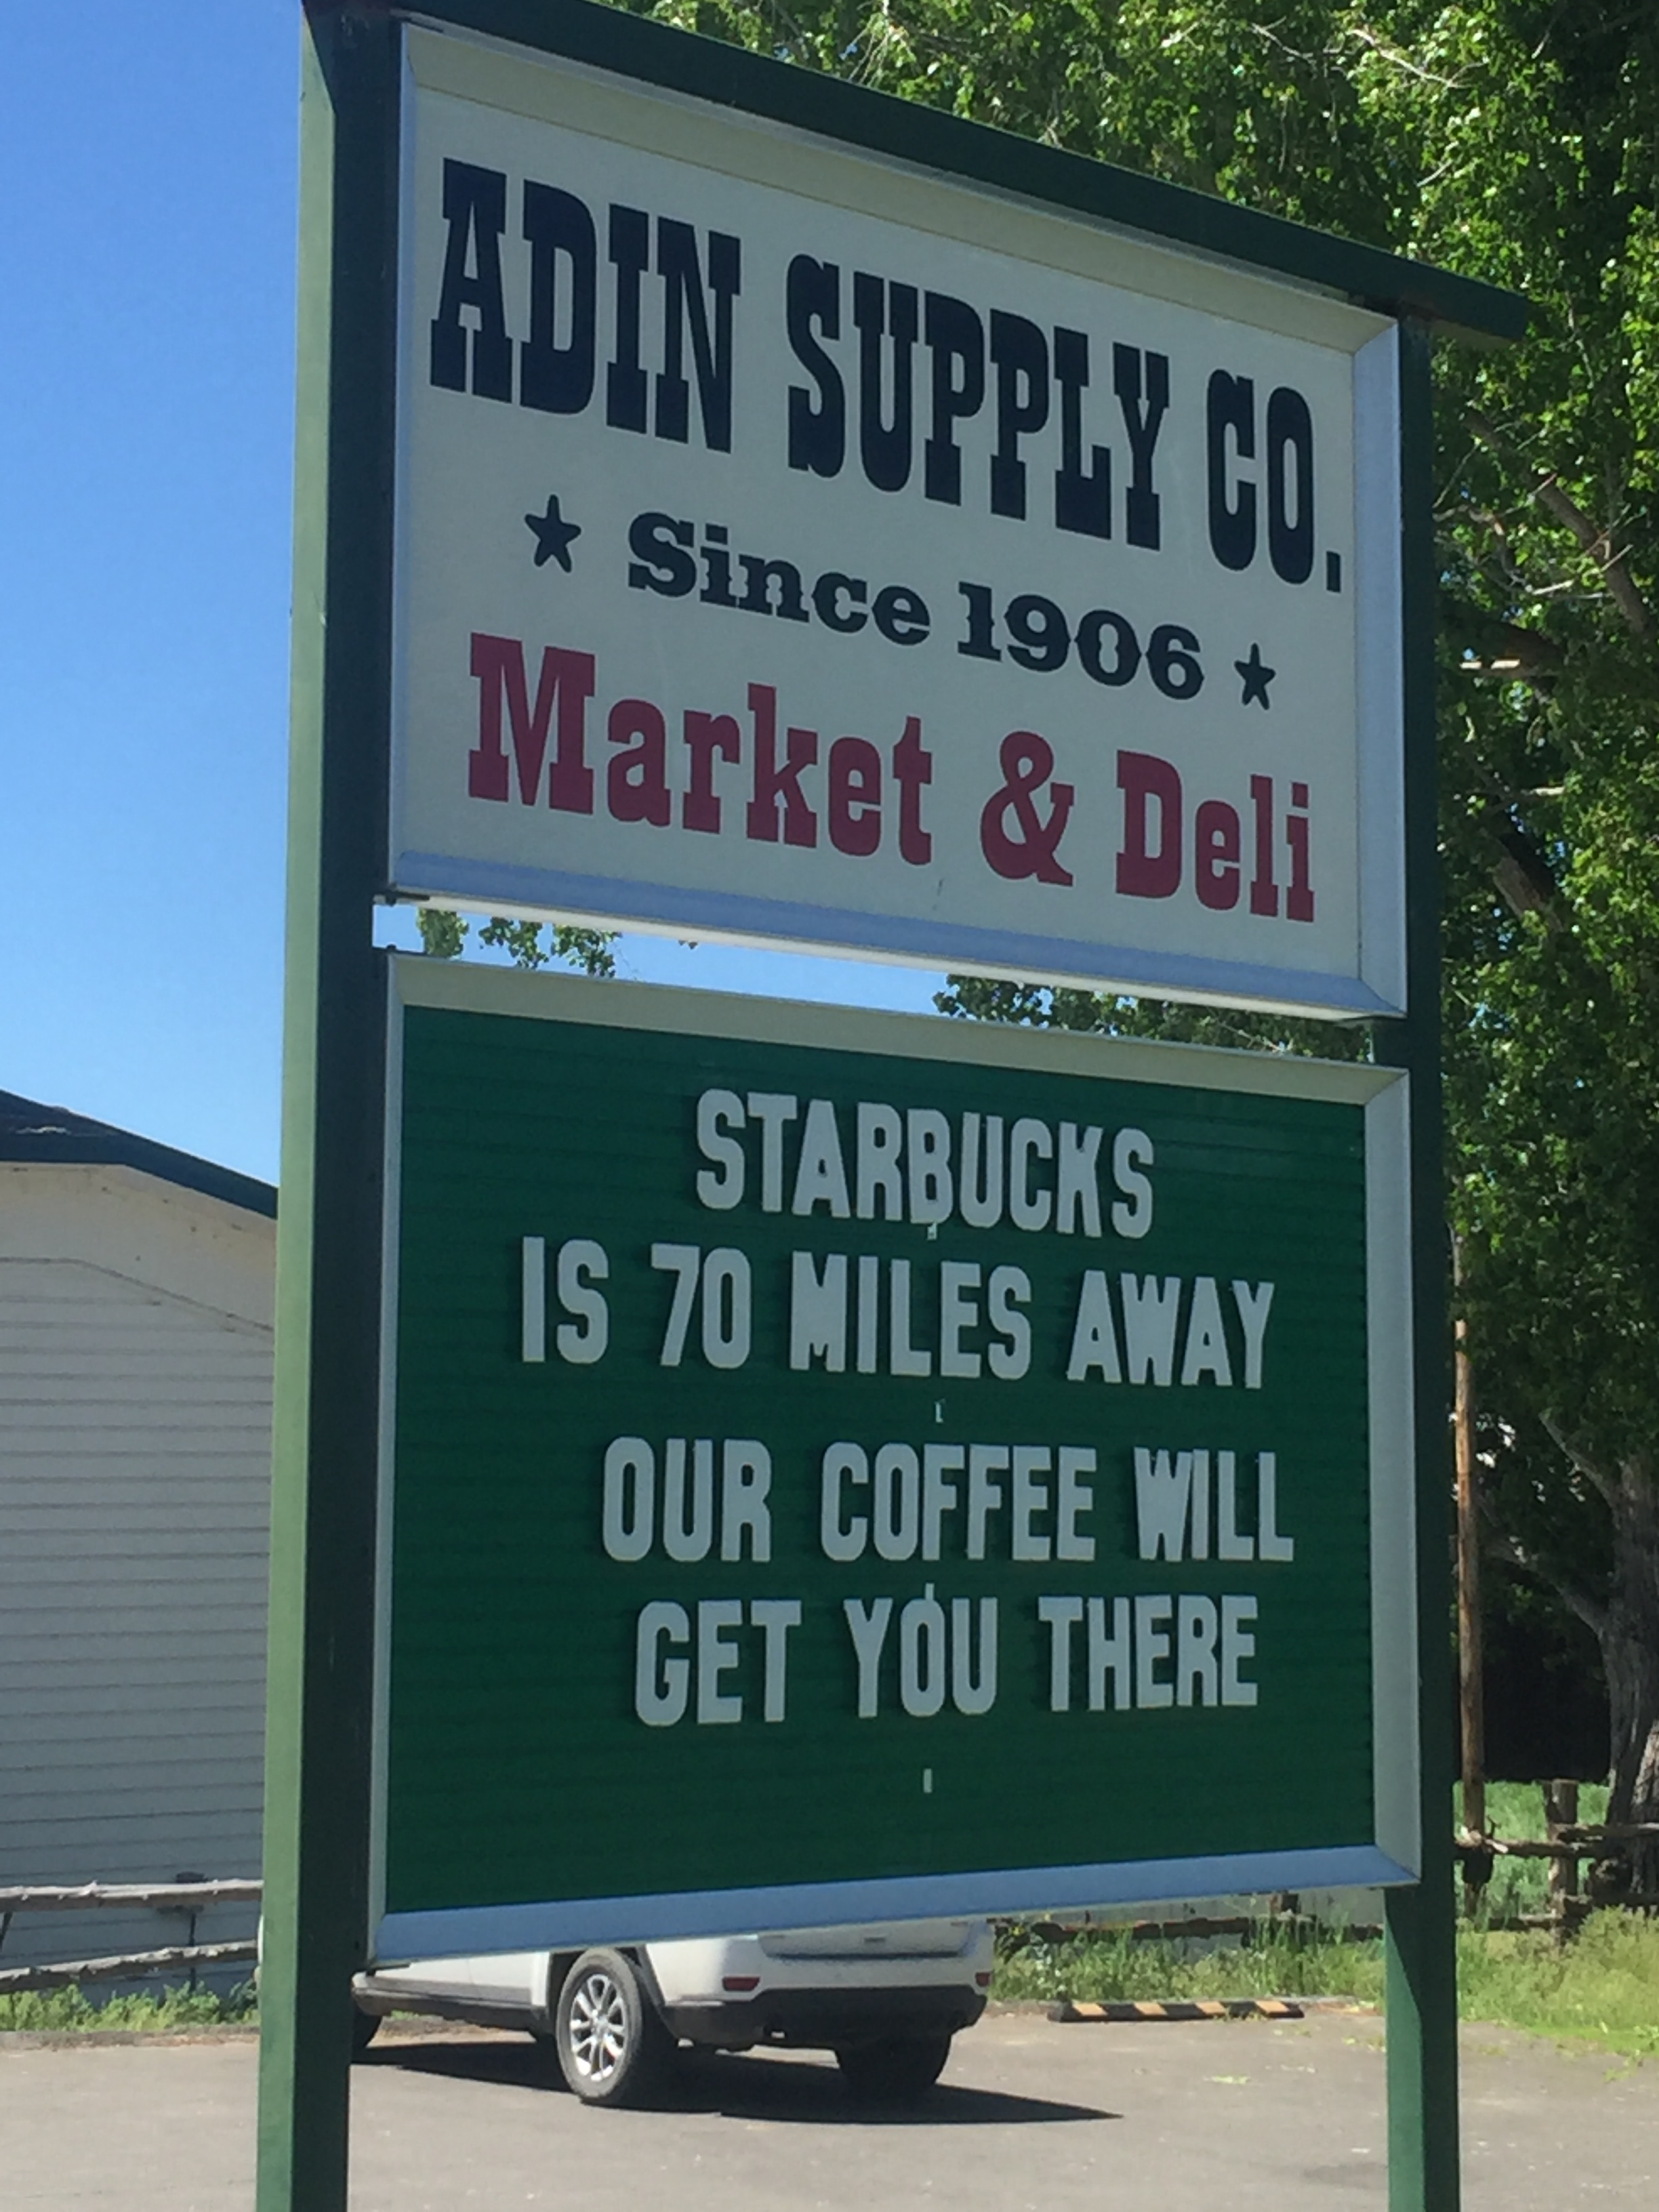 ADIN SUPPLY CO.
Since 1906
Market & Deli
STARBUCKS
IS 70 MILES AWAY
OUR COFFEE WILL
GET YOU THERE